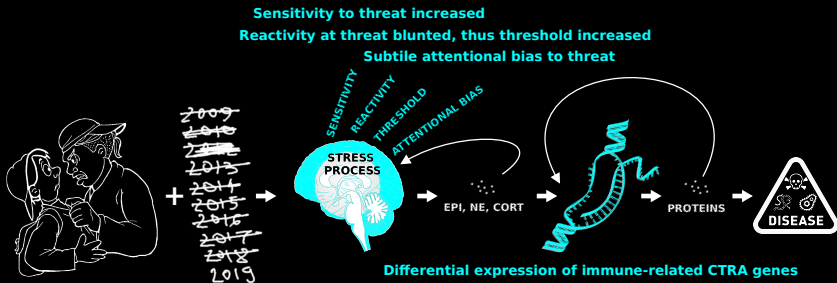 Sensitivity to threat increased
Reactivity at threat blunted, thus threshold increased
Subtile attentional bias to threat
SENSITIVITY
REACTIVITY
THRESHOLD
ATTENTIONAL BIAS
2009
2010
2013
2014
2015
2016
2017
2018
2019
+
STRESS
PROCESS
EPI, NE, CORT
PROTEINS
DISEASE
Differential expression of immune-related CTRA genes